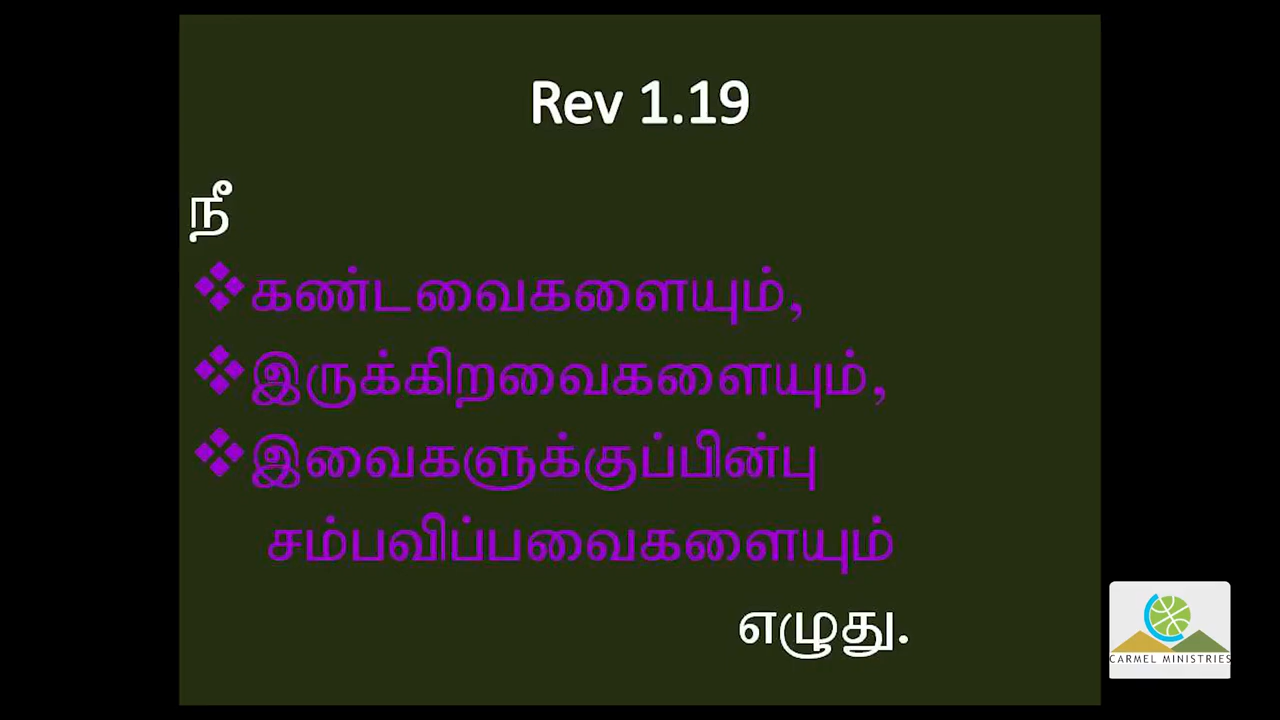 Rev 1.19
நீ
❖கண்டவைகளையும்,
❖இருக்கிறவைகளையும்,
❖இவைகளுக்குப்பின்பு
சம்பவிப்பவைகளையும்
எழுது.
CARMEL MINISTRIES